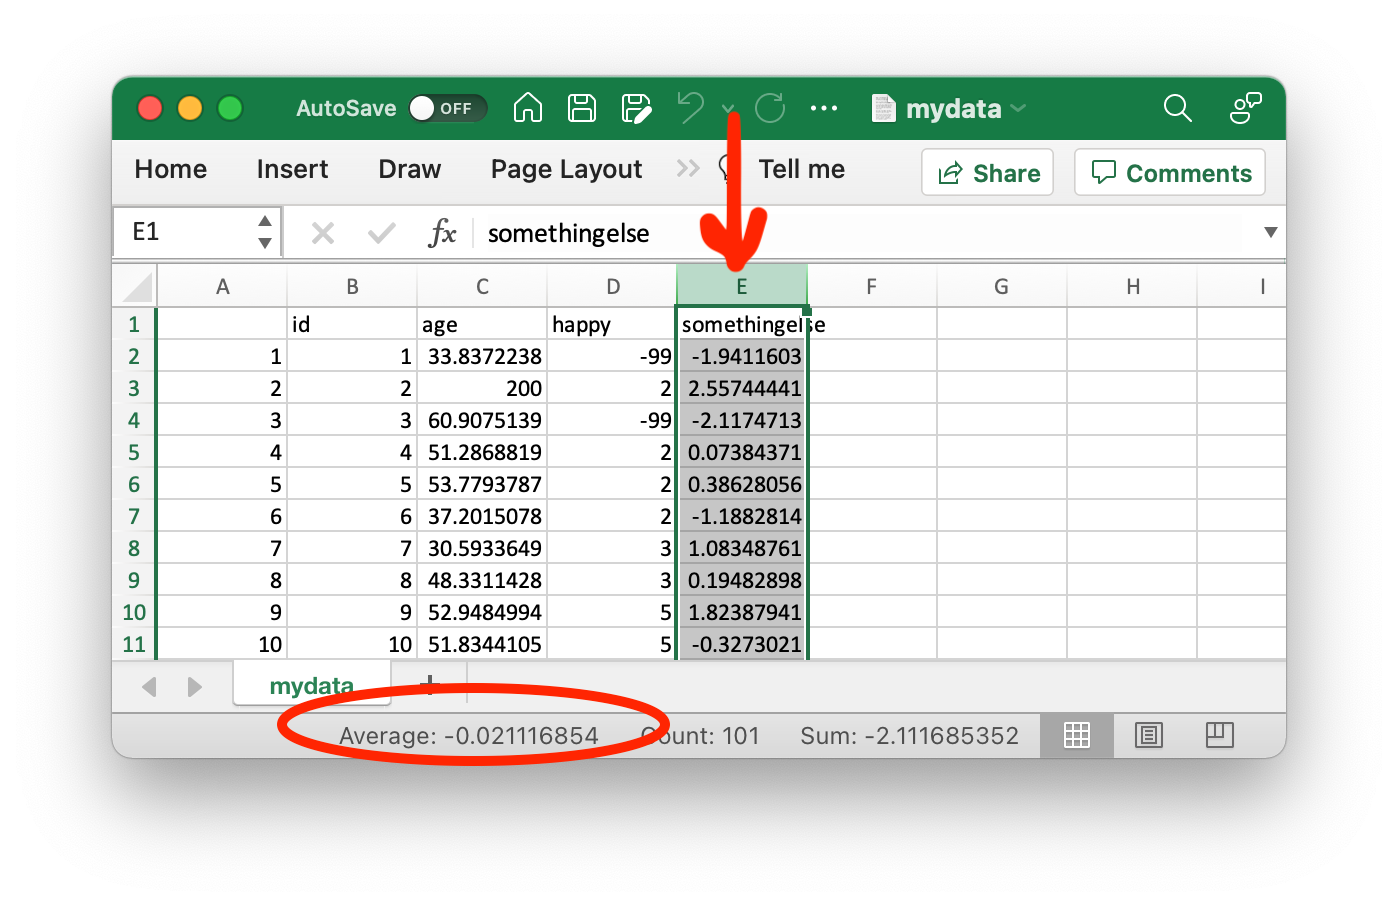 AutoSave OFF mydata
Home Insert Draw Page Layout Tell me Share Comments
E1 fx somethingelse
A B C D E F G H I
1 id age happy somethingelse
2 1 1 33.8372238 -99 -1.9411603
3 2 2 200 2 2.55744441
4 3 3 60.9075139 -99 -2.1174713
5 4 4 51.2868819 2 0.07384371
6 5 5 53.7793787 2 0.38628056
7 6 6 37.2015078 2 -1.1882814
8 7 7 30.5933649 3 1.08348761
9 8 8 48.3311428 3 0.19482898
10 9 9 52.9484994 5 1.82387941
11 10 10 51.8344105 5 -0.3273021
mydata +
Average: -0.021116854 Count: 101 Sum: -2.111685352